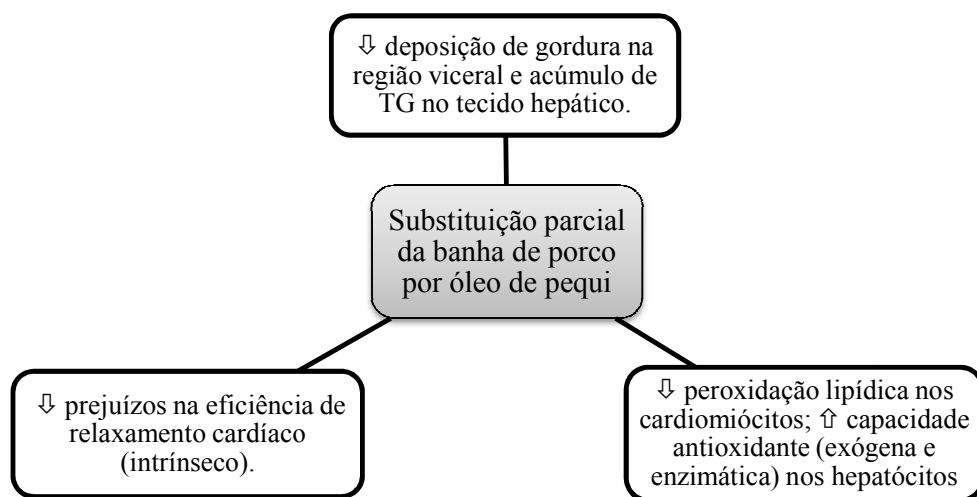 ⇩ deposição de gordura na
região viceral e acúmulo de
TG no tecido hepático.
Substituição parcial
da banha de porco
por óleo de pequi
⇩ prejuízos na eficiência de
relaxamento cardíaco
(intrínseco).
⇩ peroxidação lipídica nos
cardiomiócitos; ⇧ capacidade
antioxidante (exógena e
enzimática) nos hepatócitos